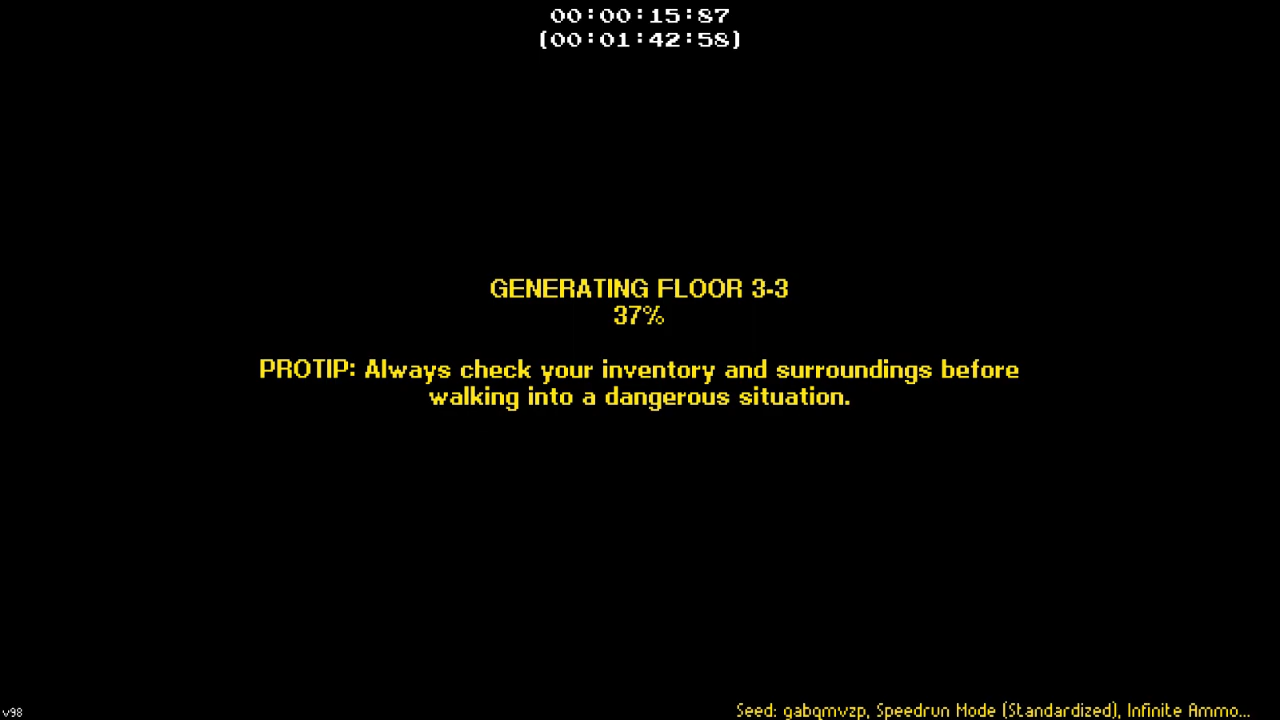 00:00:15:87
[00:01:42:58]
GENERATING FLOOR 3-3
37%
PROTIP: Always check your inventory and surroundings before
walking into a dangerous situation.
v98
Seed: gabqmvzp, Speedrun Mode (Standardized), Infinite Ammo...